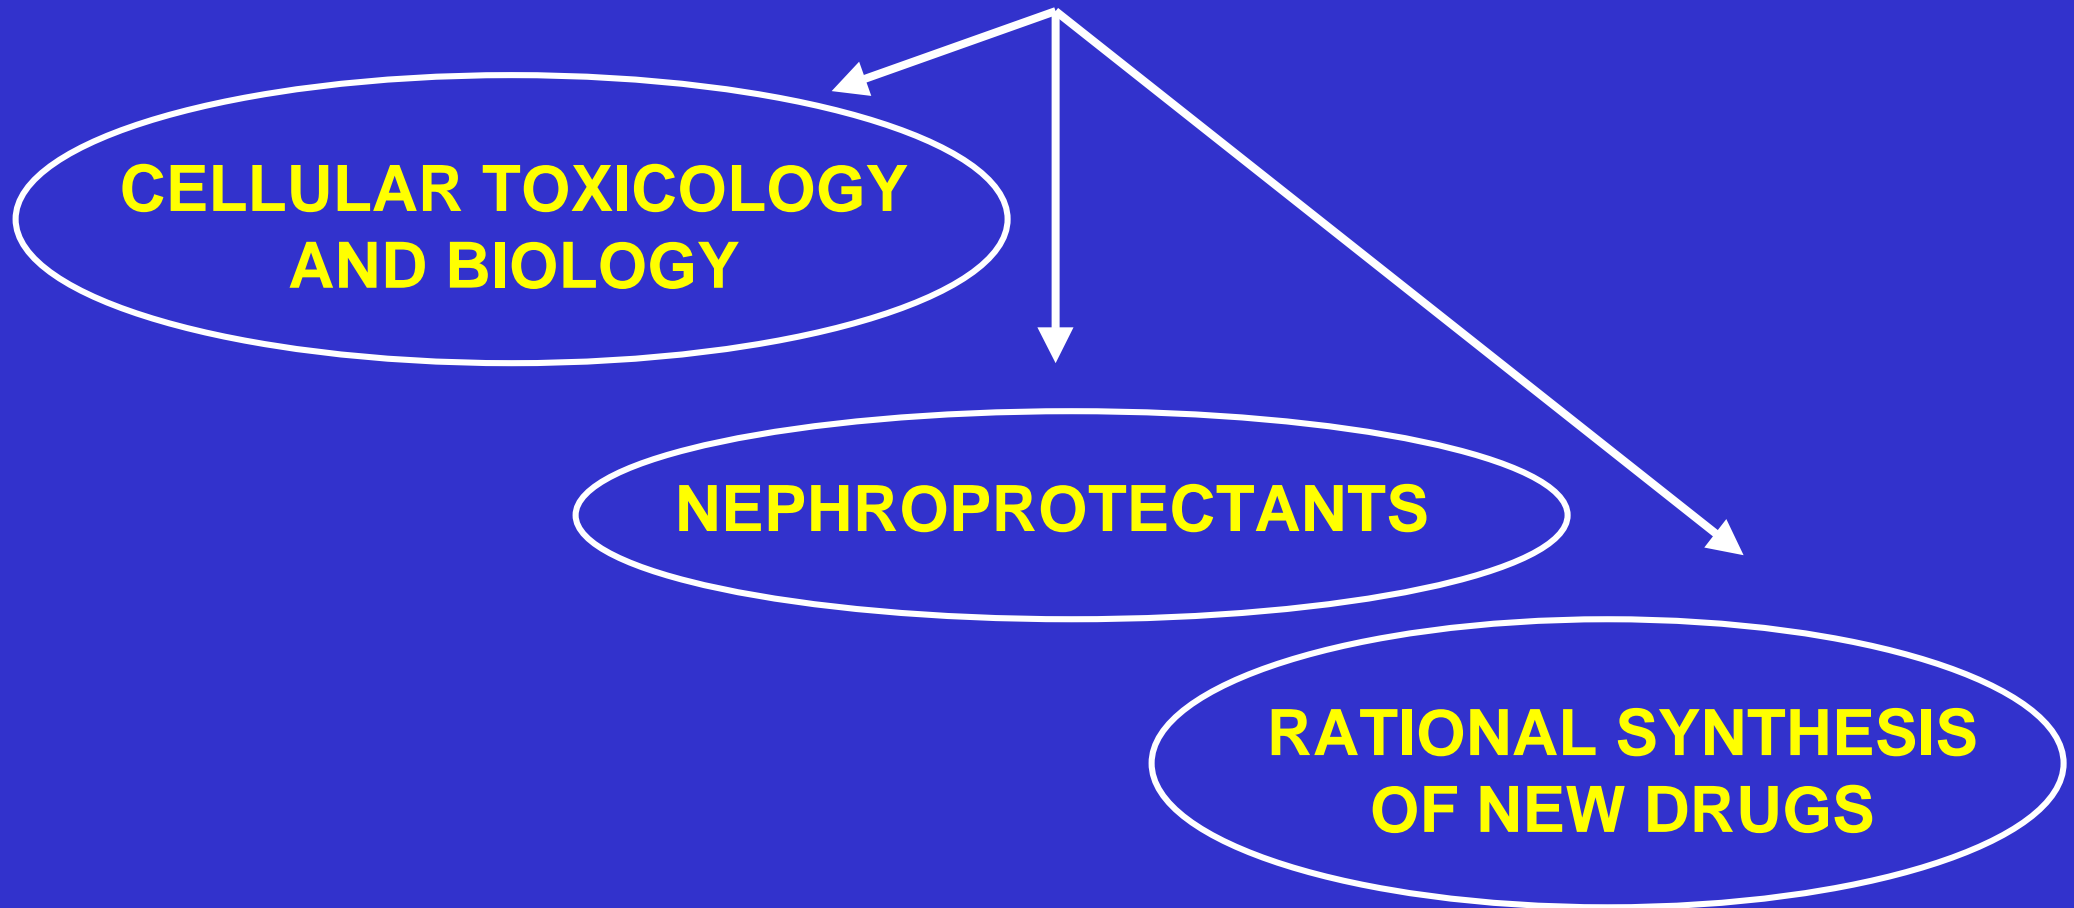 CELLULAR TOXICOLOGY
AND BIOLOGY
NEPHROPROTECTANTS
RATIONAL SYNTHESIS
OF NEW DRUGS